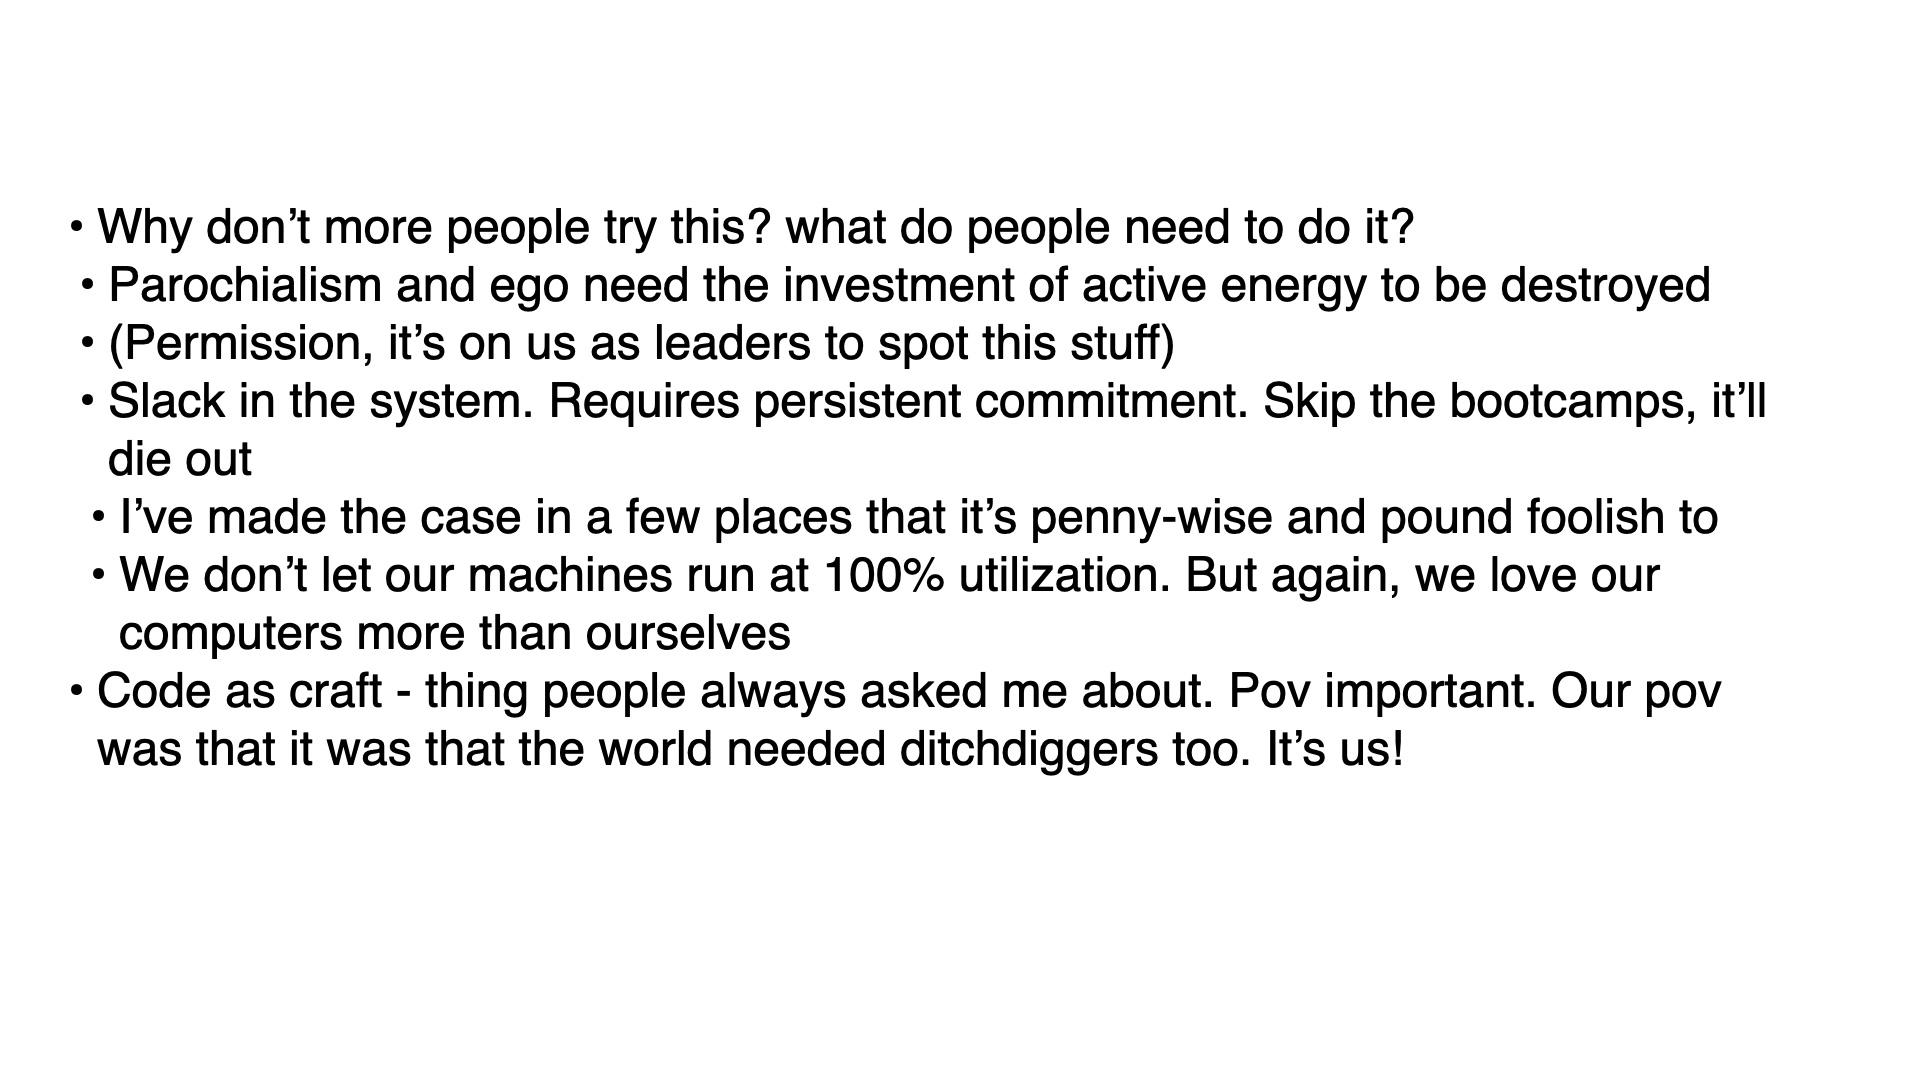 • Why don’t more people try this? what do people need to do it?
• Parochialism and ego need the investment of active energy to be destroyed
• (Permission, it’s on us as leaders to spot this stuff)
• Slack in the system. Requires persistent commitment. Skip the bootcamps, it’ll
die out
• I’ve made the case in a few places that it’s penny-wise and pound foolish to
• We don’t let our machines run at 100% utilization. But again, we love our
computers more than ourselves
• Code as craft - thing people always asked me about. Pov important. Our pov
was that it was that the world needed ditchdiggers too. It’s us!